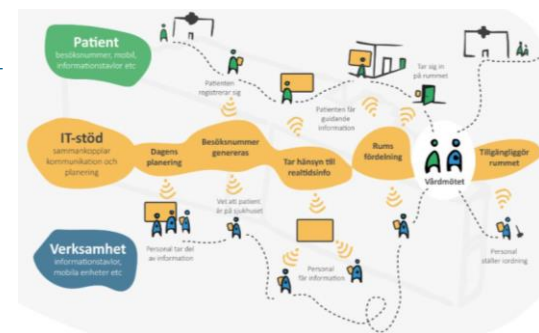 Patient
besöksnummer, mobil,
informationstavlor etc
Patienten
registrerar sig
Patienten får
guidande
information
Tar sig in
på rummet
IT-stöd
sammankopplar
kommunikation och
planering
Dagens
planering
Besöksnummer
genereras
Tar hänsyn till
realtidsinfo
Rums
fördelning
Vårdmötet
Tillgängliggör
rummet
Vet att patient
är på sjukhuset
Verksamhet
informationstavlor,
mobila enheter etc
Personal tar del
av information
Personal
får information
Personal
ställer iordning